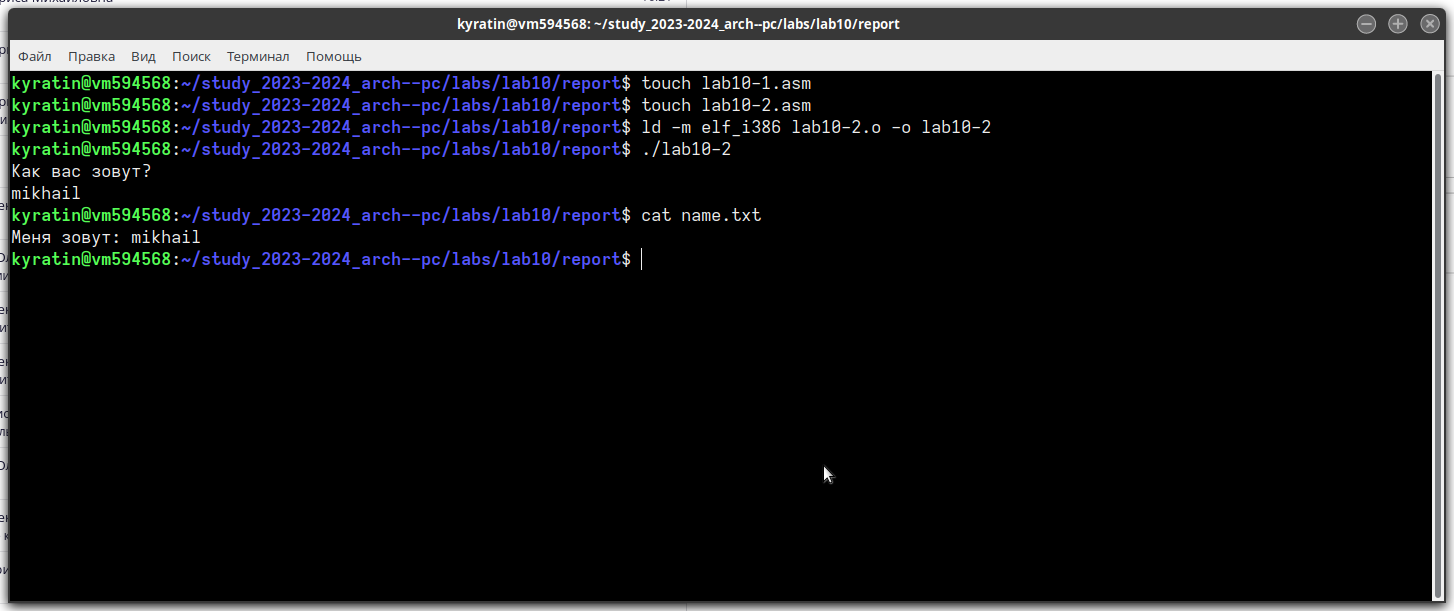 kyratin@vm594568: ~/study_2023-2024_arch--pc/labs/lab10/report
Файл Правка Вид Поиск Терминал Помощь
kyratin@vm594568:~/study_2023-2024_arch--pc/labs/lab10/report$ touch lab10-1.asm
kyratin@vm594568:~/study_2023-2024_arch--pc/labs/lab10/report$ touch lab10-2.asm
kyratin@vm594568:~/study_2023-2024_arch--pc/labs/lab10/report$ ld -m elf_i386 lab10-2.o -o lab10-2
kyratin@vm594568:~/study_2023-2024_arch--pc/labs/lab10/report$ ./lab10-2
Как вас зовут?
mikhail
kyratin@vm594568:~/study_2023-2024_arch--pc/labs/lab10/report$ cat name.txt
Меня зовут: mikhail
kyratin@vm594568:~/study_2023-2024_arch--pc/labs/lab10/report$